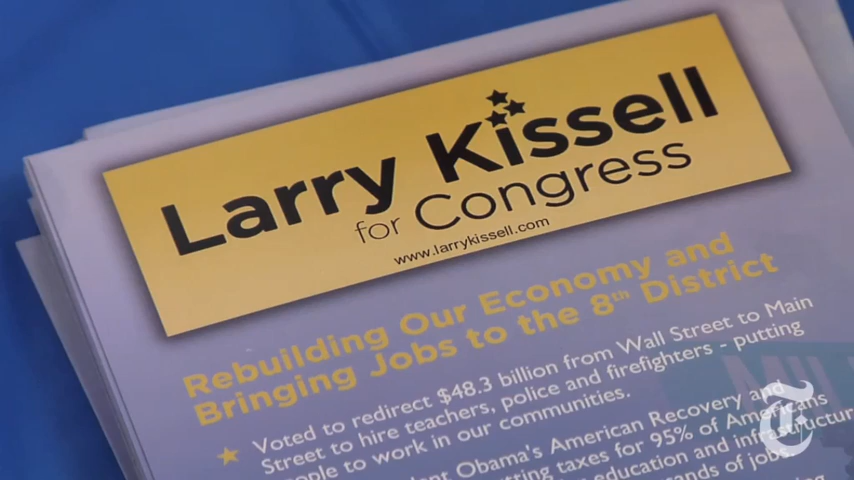 Larry Kissell
for Congress
www.larrykissell.com
Rebuilding Our Economy and
Bringing Jobs to the 8th District
Voted to redirect $48.3 billion from Wall Street to Main
Street to hire teachers, police and firefighters - putting
to work in our communities.
Obama's American Recovery and
taxes for 95% of Americans
education and
of jobs